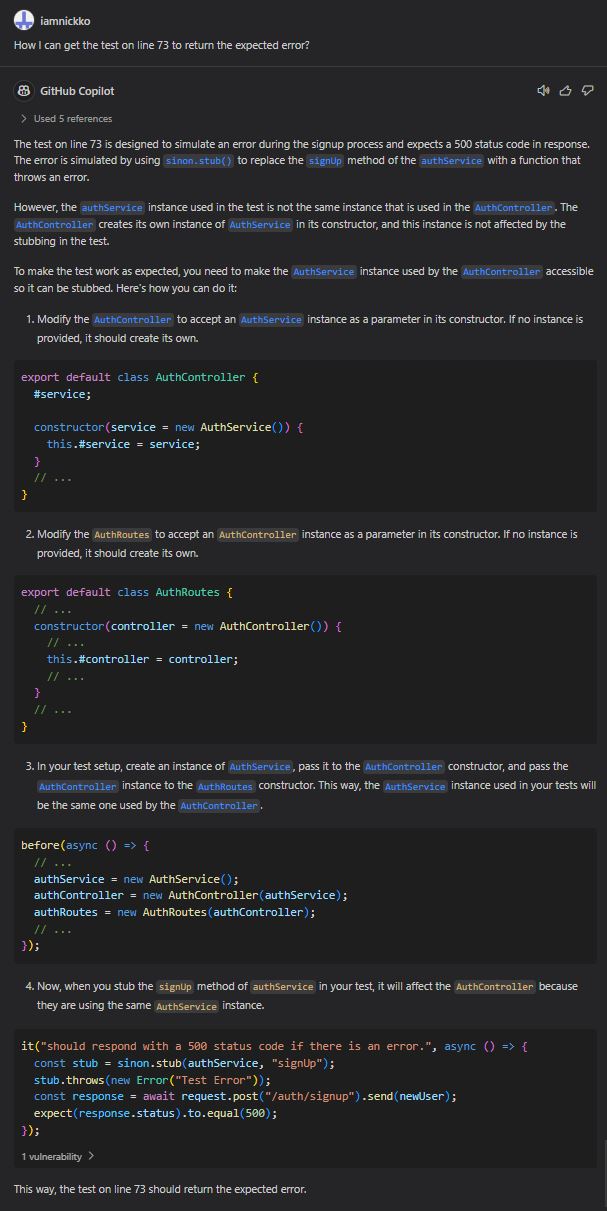 iamnickko
How I can get the test on line 73 to return the expected error?
GitHub Copilot
Used 5 references
The test on line 73 is designed to simulate an error during the signup process and expects a 500 status code in response.
The error is simulated by using sinon.stub() to replace the signUp method of the authService with a function that
throws an error.
However, the authService instance used in the test is not the same instance that is used in the AuthController. The
AuthController creates its own instance of AuthService in its constructor, and this instance is not affected by the
stubbing in the test.
To make the test work as expected, you need to make the AuthService instance used by the AuthController accessible
so it can be stubbed. Here's how you can do it:
1. Modify the AuthController to accept an AuthService instance as a parameter in its constructor. If no instance is
provided, it should create its own.
export default class AuthController {
#service;
constructor(service = new AuthService()) {
this.#service = service;
}
// ...
}
2. Modify the AuthRoutes to accept an AuthController instance as a parameter in its constructor. If no instance is
provided, it should create its own.
export default class AuthRoutes {
// ...
constructor(controller = new AuthController()) {
// ...
this.#controller = controller;
// ...
}
// ...
}
3. In your test setup, create an instance of AuthService, pass it to the AuthController constructor, and pass the
AuthController instance to the AuthRoutes constructor. This way, the AuthService instance used in your tests will
be the same one used by the AuthController.
before(async () => {
// ...
authService = new AuthService();
authController = new AuthController(authService);
authRoutes = new AuthRoutes(authController);
// ...
});
4. Now, when you stub the signUp method of authService in your test, it will affect the AuthController because
they are using the same AuthService instance.
it("should respond with a 500 status code if there is an error.", async () => {
const stub = sinon.stub(authService, "signUp");
stub.throws(new Error("Test Error"));
const response = await request.post("/auth/signup").send(newUser);
expect(response.status).to.equal(500);
});
1 vulnerability
This way, the test on line 73 should return the expected error.